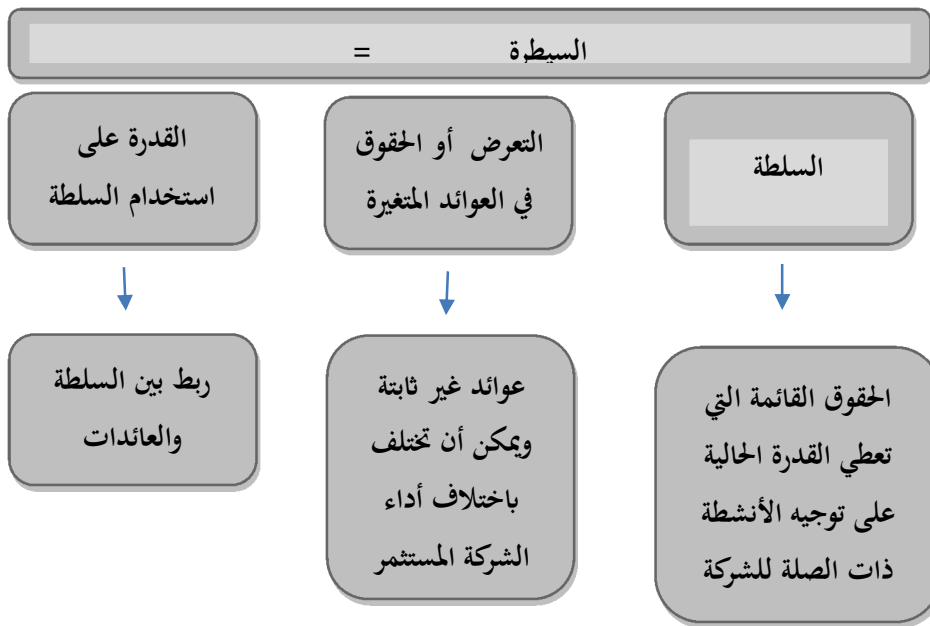 السيطرة =
السلطة
التعرض أو الحقوق
في العوائد المتغيرة
القدرة على
استخدام السلطة
الحقوق القائمة التي
تعطي القدرة الحالية
على توجيه الأنشطة
ذات الصلة للشركة
عوائد غير ثابتة
ويمكن أن تختلف
باختلاف أداء
الشركة المستثمر
ربط بين السلطة
والعائدات